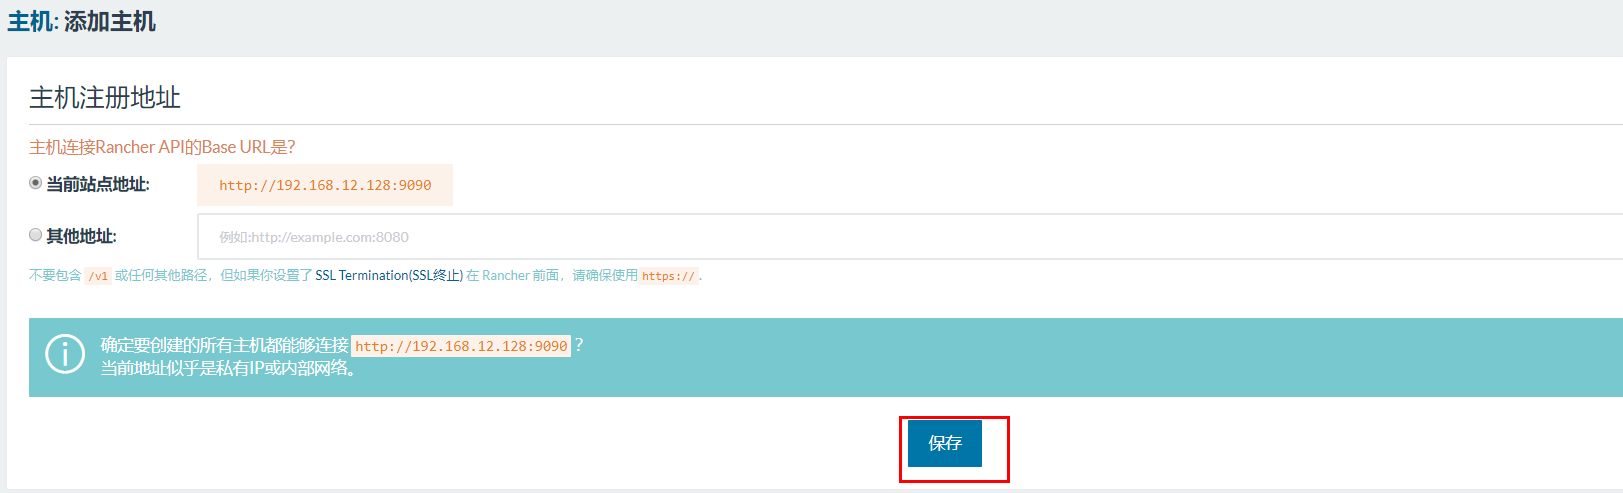 主机: 添加主机
主机注册地址
主机连接Rancher API的Base URL是?
当前站点地址: http://192.168.12.128:9090
其他地址: 例如:http://example.com:8080
不要包含 /v1 或任何其他路径，但如果你设置了 SSL Termination(SSL终止) 在 Rancher 前面，请确保使用 https:// .
确定要创建的所有主机都能够连接 http://192.168.12.128:9090 ?
当前地址似乎是私有IP或内部网络。
保存